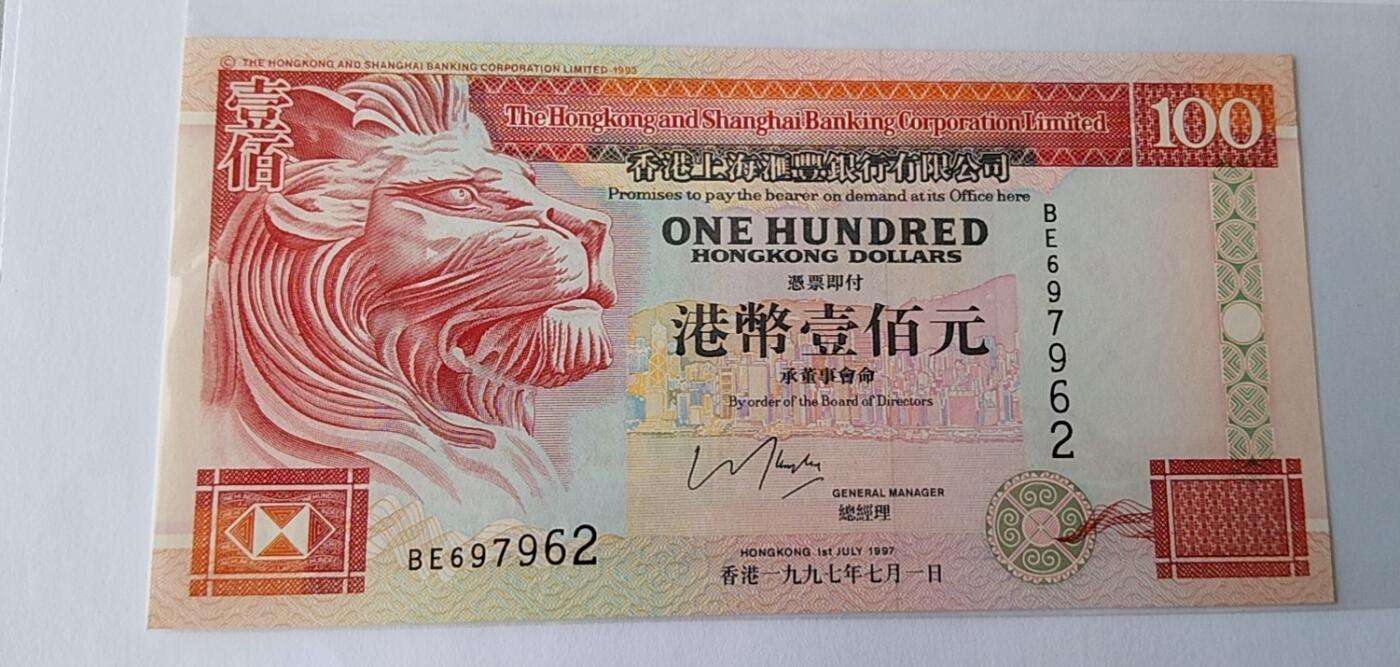 © THE HONGKONG AND SHANGHAI BANKING CORPORATION LIMITED 1993
壹佰
The Hongkong and Shanghai Banking Corporation Limited
100
香港上海滙豐銀行有限公司
Promises to pay the bearer on demand at its Office here
ONE HUNDRED
HONGKONG DOLLARS
憑票即付
港幣壹佰元
承董事會命
By order of the Board of Directors
BE697962
GENERAL MANAGER
總經理
BE697962
HONGKONG 1st JULY 1997
香港一九九七年七月一日